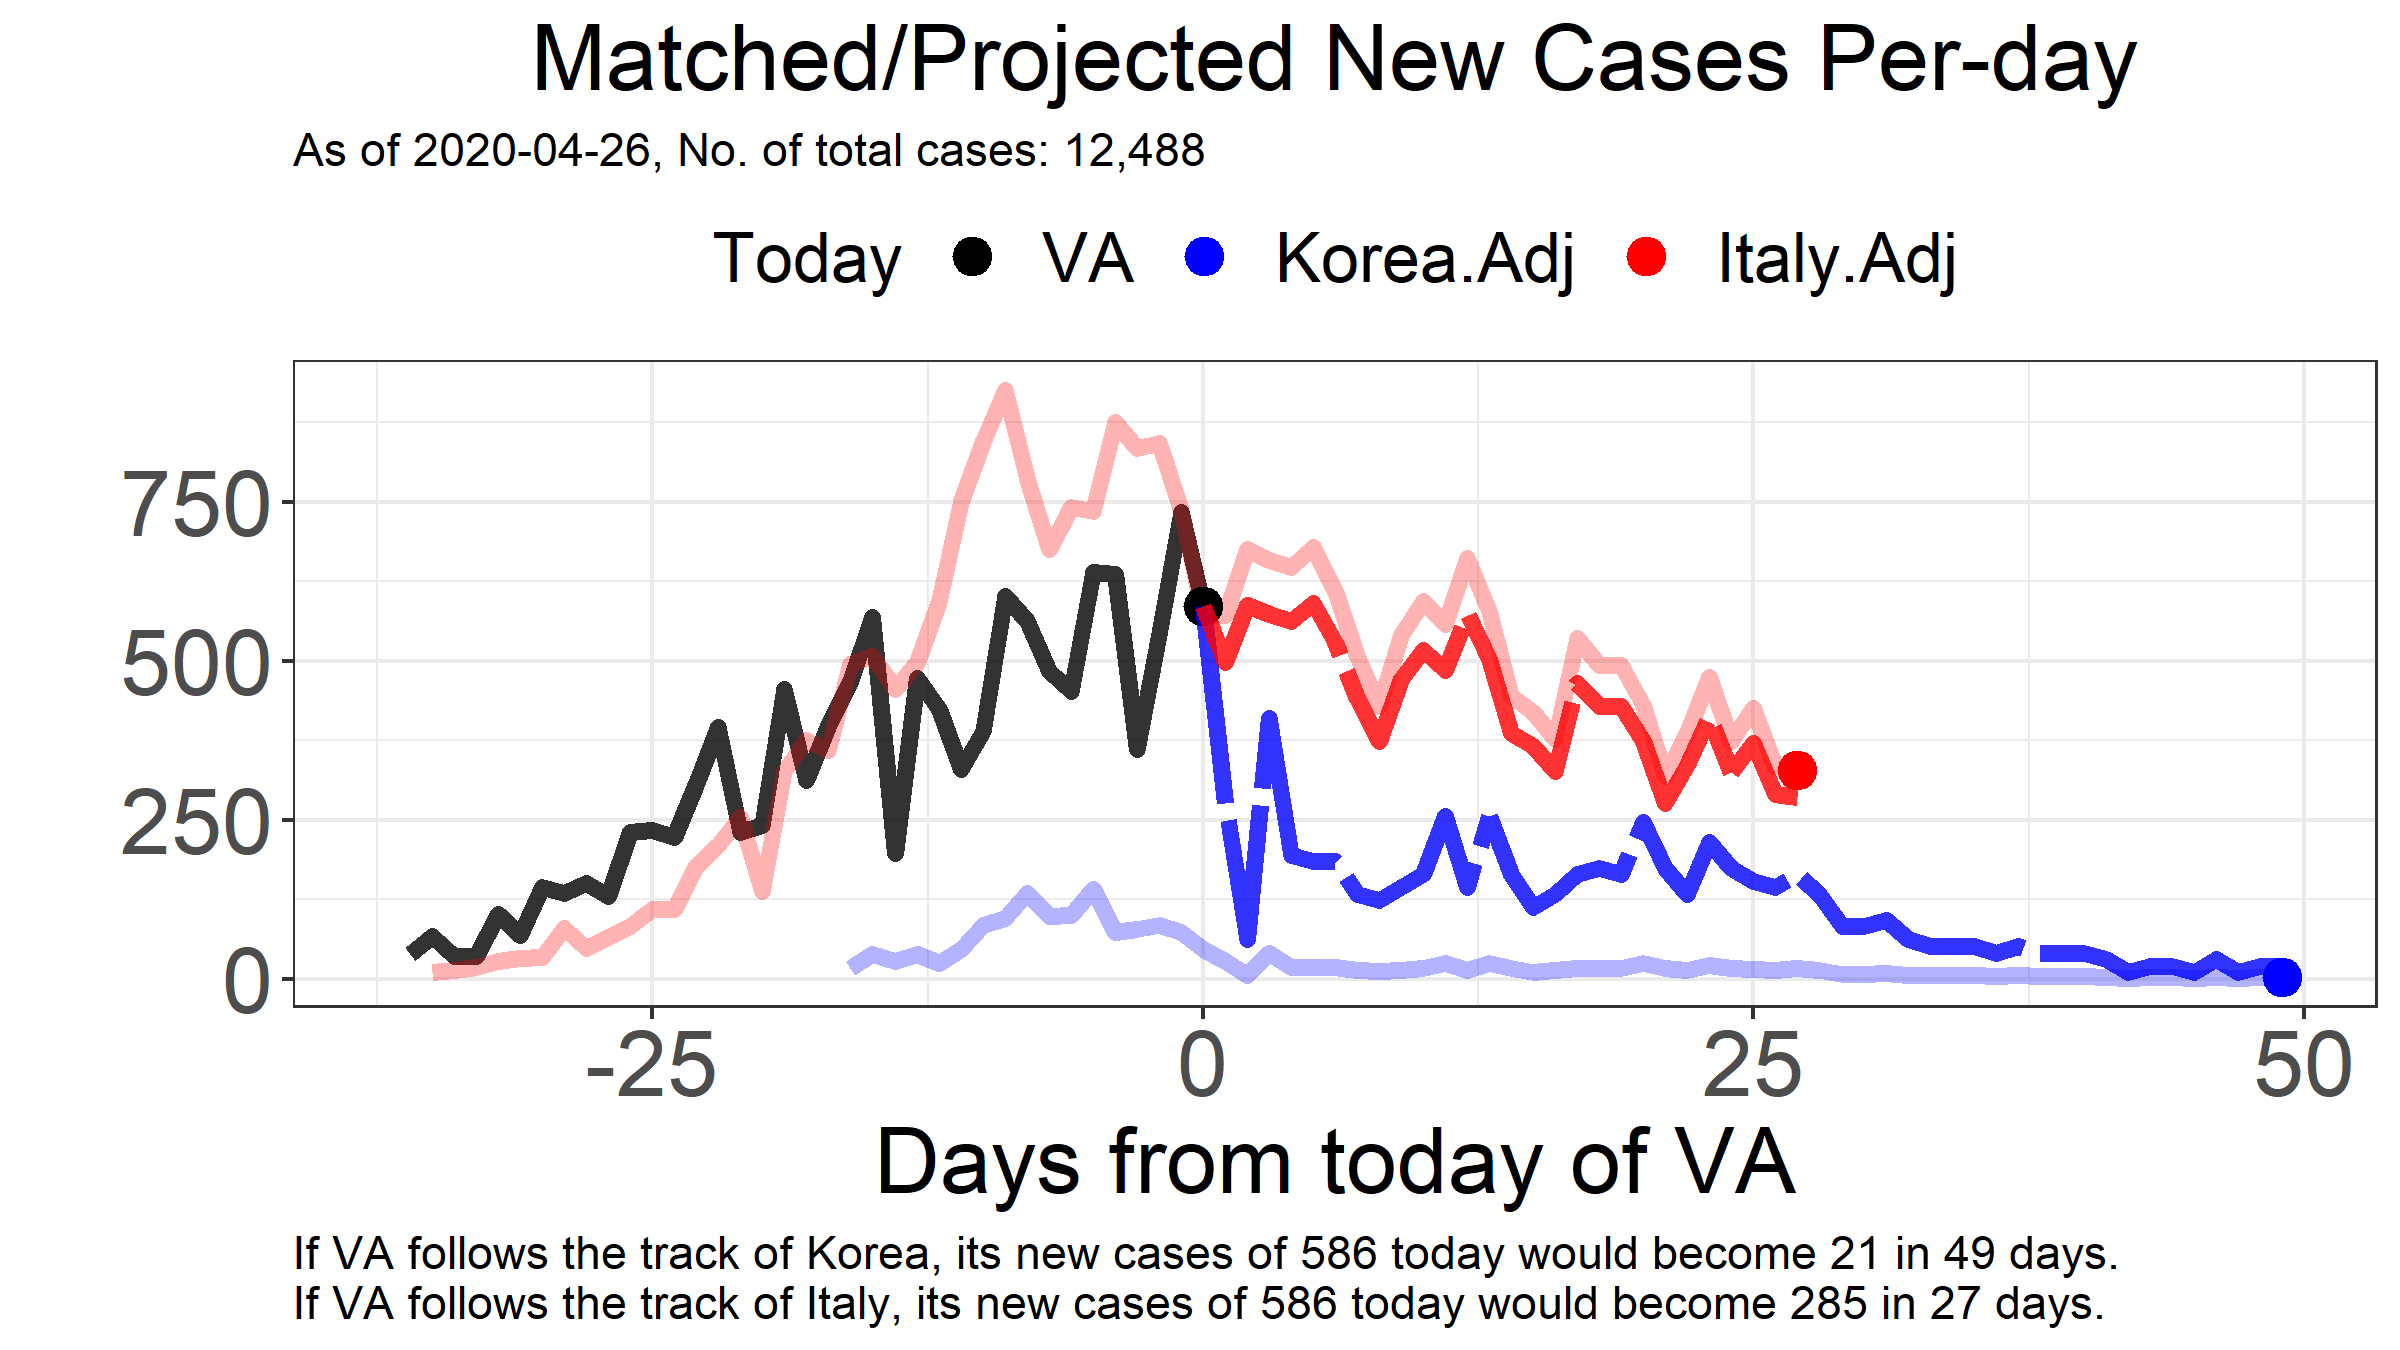 Matched/Projected New Cases Per-day
As of 2020-04-26, No. of total cases: 12,488
Today VA Korea.Adj Italy.Adj
750
500
250
0
-25 0 25 50
Days from today of VA
If VA follows the track of Korea, its new cases of 586 today would become 21 in 49 days.
If VA follows the track of Italy, its new cases of 586 today would become 285 in 27 days.